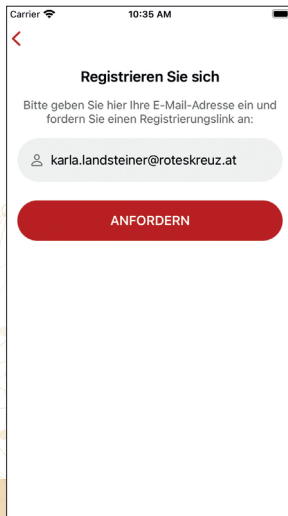 Carrier 10:35 AM
Registrieren Sie sich
Bitte geben Sie hier Ihre E-Mail-Adresse ein und
fordern Sie einen Registrierungslink an:
karla.landsteiner@roteskreuz.at
ANFORDERN